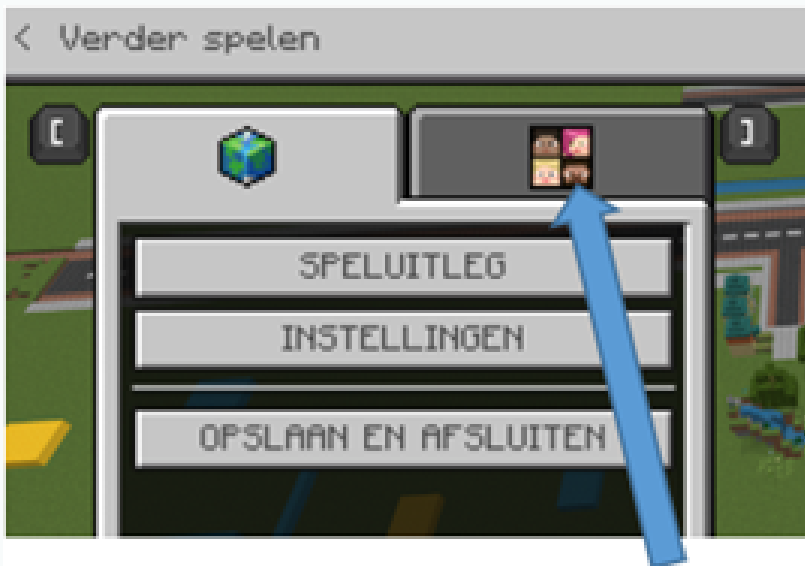 < Verder spelen
[ ]
SPELUITLEG
INSTELLINGEN
OPSLAAN EN AFSLUITEN